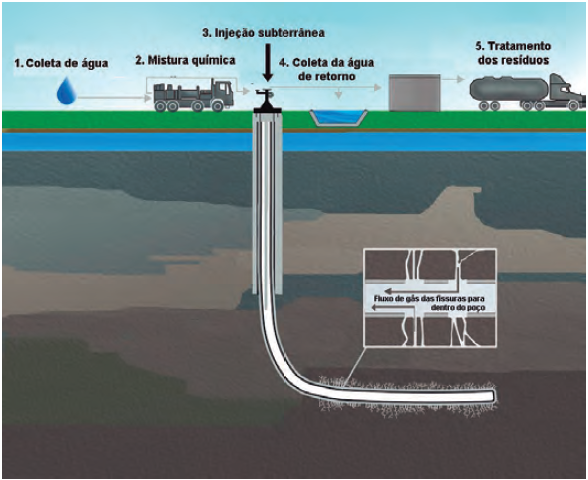 3. Injeção subterrânea
1. Coleta de água
2. Mistura química
4. Coleta da água
de retorno
5. Tratamento
dos resíduos
Fluxo de gás das fissuras para
dentro do poço